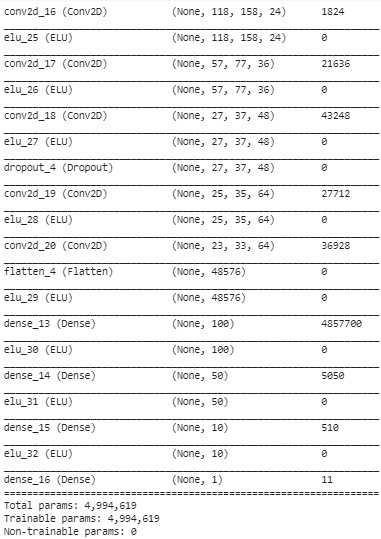 conv2d_16 (Conv2D) (None, 118, 158, 24) 1824
elu_25 (ELU) (None, 118, 158, 24) 0
conv2d_17 (Conv2D) (None, 57, 77, 36) 21636
elu_26 (ELU) (None, 57, 77, 36) 0
conv2d_18 (Conv2D) (None, 27, 37, 48) 43248
elu_27 (ELU) (None, 27, 37, 48) 0
dropout_4 (Dropout) (None, 27, 37, 48) 0
conv2d_19 (Conv2D) (None, 25, 35, 64) 27712
elu_28 (ELU) (None, 25, 35, 64) 0
conv2d_20 (Conv2D) (None, 23, 33, 64) 36928
flatten_4 (Flatten) (None, 48576) 0
elu_29 (ELU) (None, 48576) 0
dense_13 (Dense) (None, 100) 4857700
elu_30 (ELU) (None, 100) 0
dense_14 (Dense) (None, 50) 5050
elu_31 (ELU) (None, 50) 0
dense_15 (Dense) (None, 10) 510
elu_32 (ELU) (None, 10) 0
dense_16 (Dense) (None, 1) 11
Total params: 4,994,619
Trainable params: 4,994,619
Non-trainable params: 0